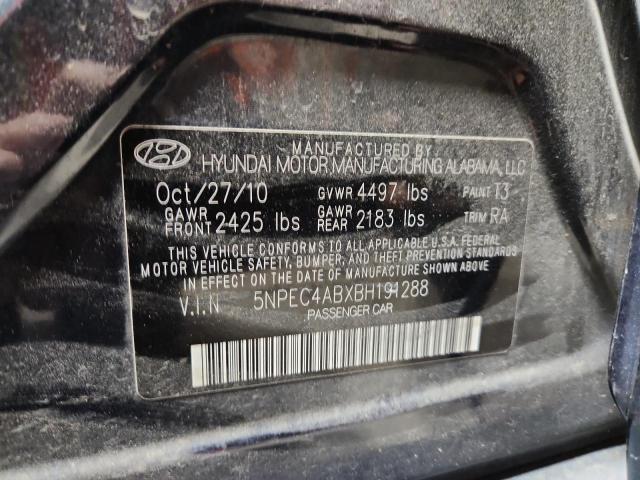 MANUFACTURED BY
HYUNDAI MOTOR MANUFACTURING ALABAMA, LLC
Oct/27/10 GVWR 4497 lbs PAINT T3
GAWR FRONT 2425 lbs GAWR REAR 2183 lbs TRIM RA
THIS VEHICLE CONFORMS TO ALL APPLICABLE U.S.A. FEDERAL
MOTOR VEHICLE SAFETY, BUMPER, AND THEFT PREVENTION
STANDARDS IN EFFECT ON THE DATE OF MANUFACTURE SHOWN ABOVE.
V.I.N 5NPEC4ABXBH191288
PASSENGER CAR